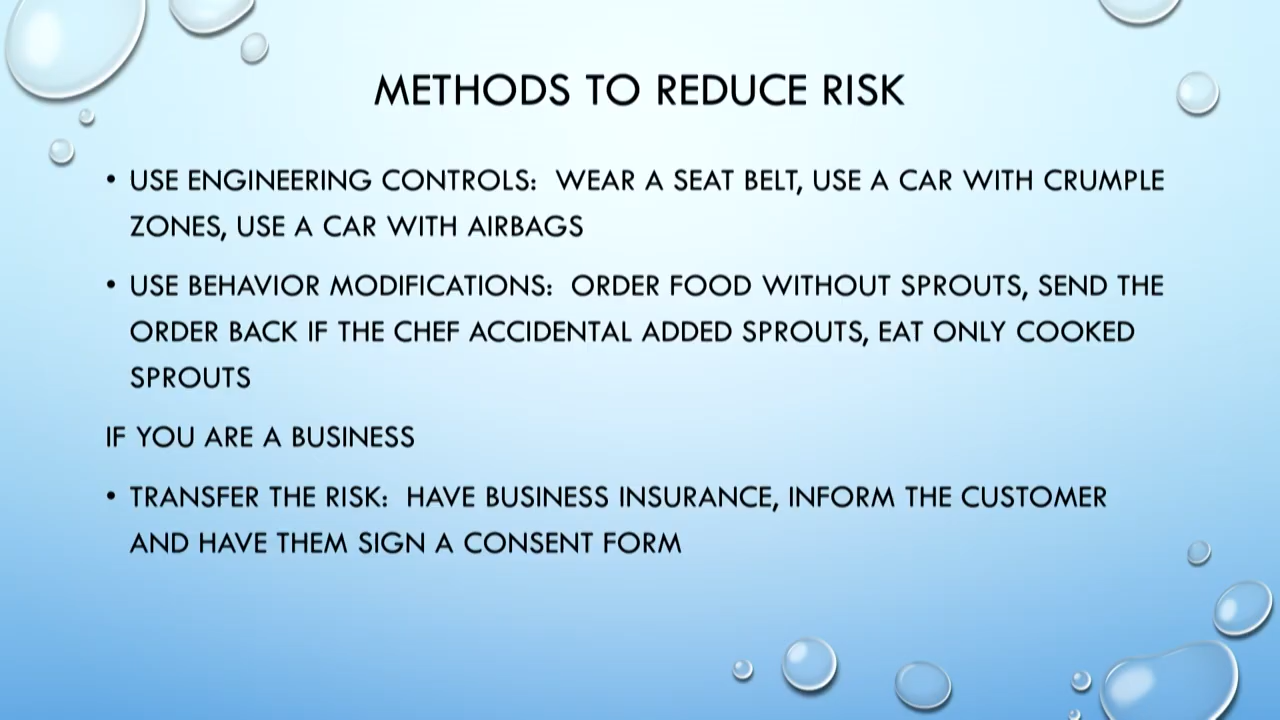 METHODS TO REDUCE RISK
• USE ENGINEERING CONTROLS:  WEAR A SEAT BELT, USE A CAR WITH CRUMPLE
ZONES, USE A CAR WITH AIRBAGS
• USE BEHAVIOR MODIFICATIONS:  ORDER FOOD WITHOUT SPROUTS, SEND THE
ORDER BACK IF THE CHEF ACCIDENTAL ADDED SPROUTS, EAT ONLY COOKED
SPROUTS
IF YOU ARE A BUSINESS
• TRANSFER THE RISK:  HAVE BUSINESS INSURANCE, INFORM THE CUSTOMER
AND HAVE THEM SIGN A CONSENT FORM